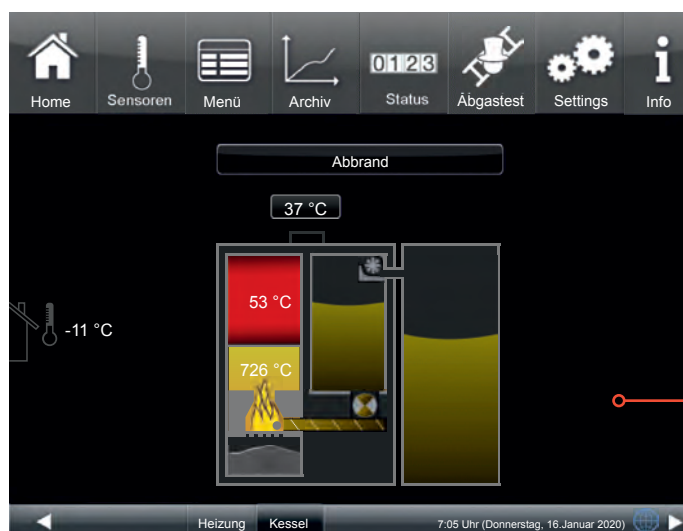 0123
Home Sensoren Menü Archiv Status Abgastest Settings Info
Abbrand
37 °C
53 °C
-11 °C
726 °C
Heizung Kessel 7:05 Uhr (Donnerstag, 16.Januar 2020)